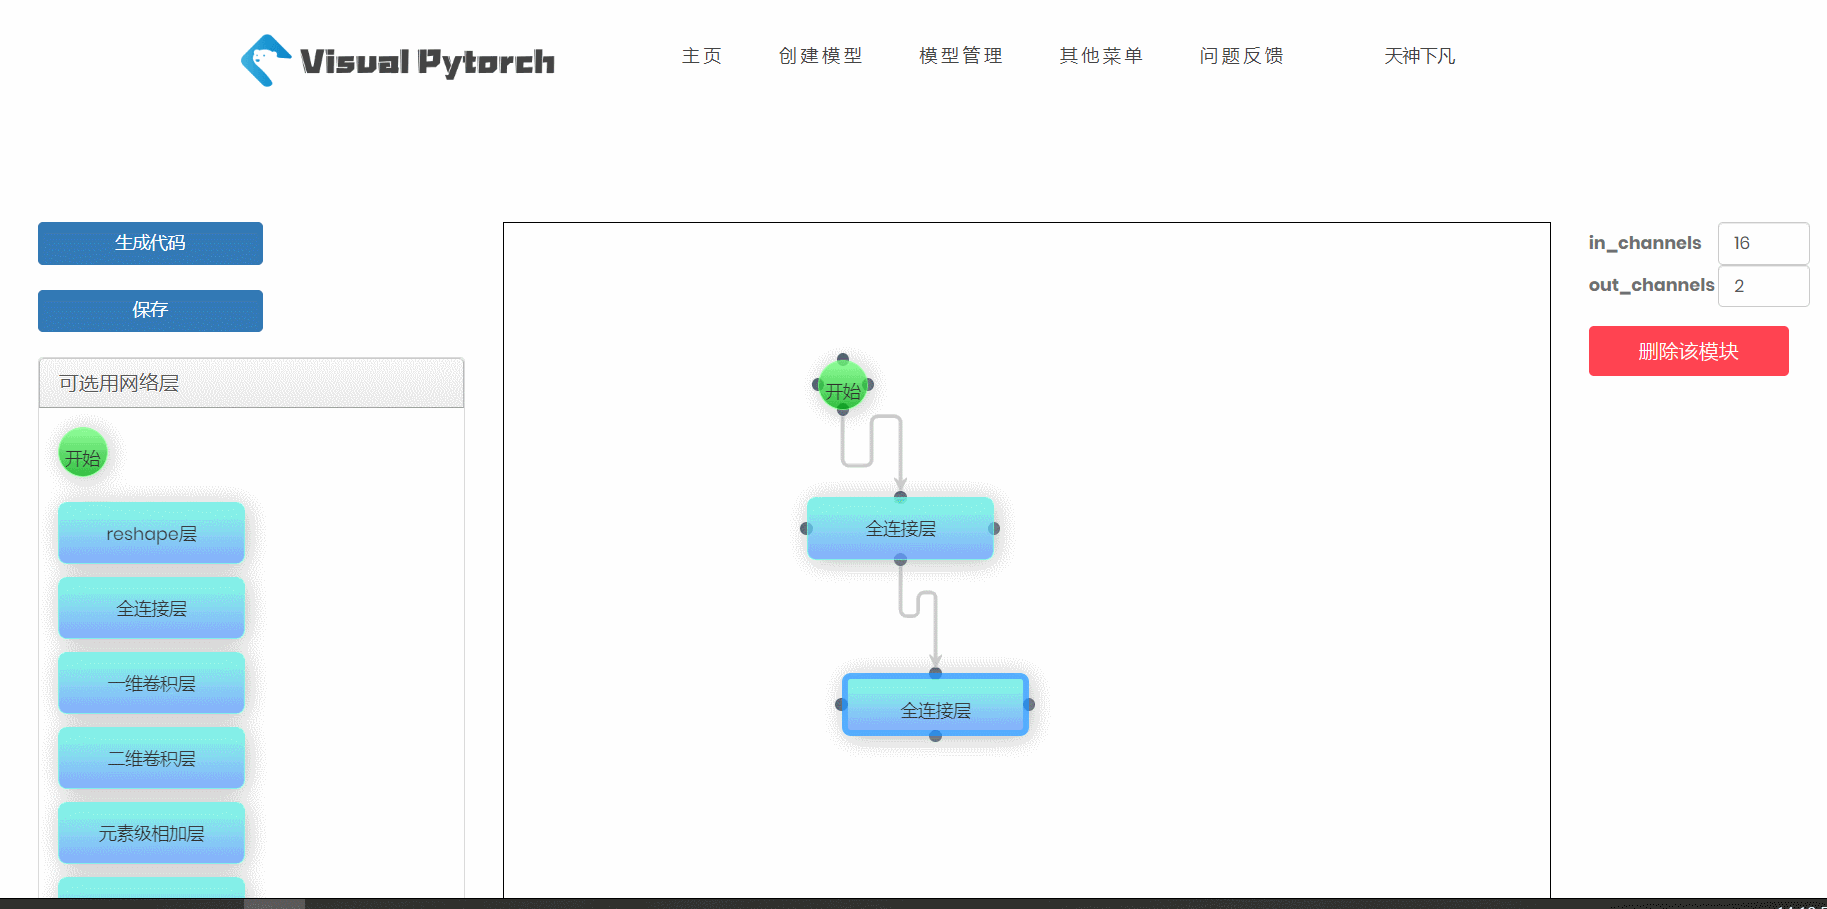 Visual Pytorch
主页 创建模型 模型管理 其他菜单 问题反馈 天神下凡
生成代码
保存
可选用网络层
开始
reshape层
全连接层
一维卷积层
二维卷积层
元素级相加层
开始
全连接层
全连接层
in_channels 16
out_channels 2
删除该模块